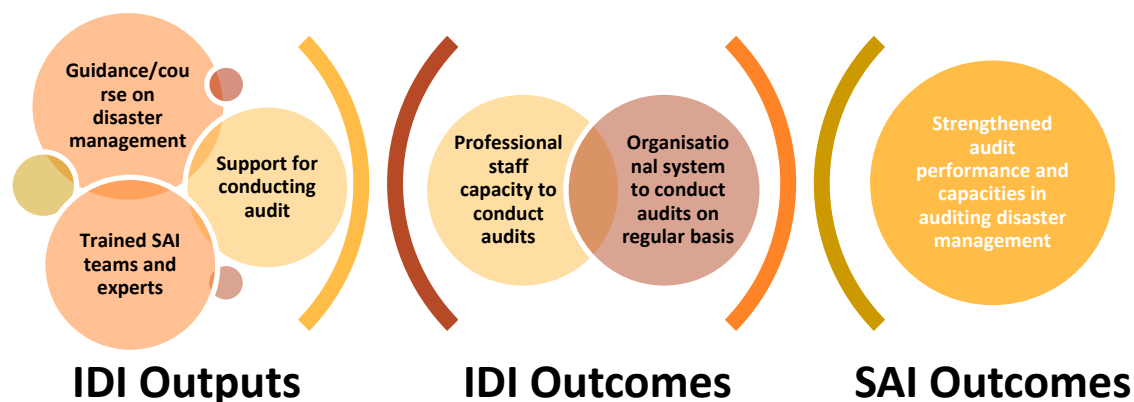 Guidance/cou
rse on
disaster
management
Support for
conducting
audit
Trained SAI
teams and
experts
IDI Outputs
Professional
staff
capacity to
conduct
audits
Organisatio
nal system
to conduct
audits on
regular basis
IDI Outcomes
Strengthened
audit
performance and
capacities in
auditing disaster
management
SAI Outcomes